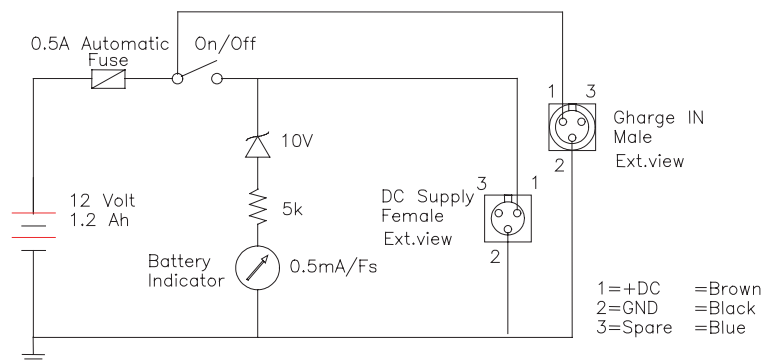 0.5A Automatic
Fuse
On/Off
1 3
Gharge IN
Male
Ext.view
2
10V
12 Volt
1.2 Ah
5k
DC Supply
Female
Ext.view
3 1
2
Battery
Indicator
0.5mA/Fs
1=+DC =Brown
2=GND =Black
3=Spare =Blue